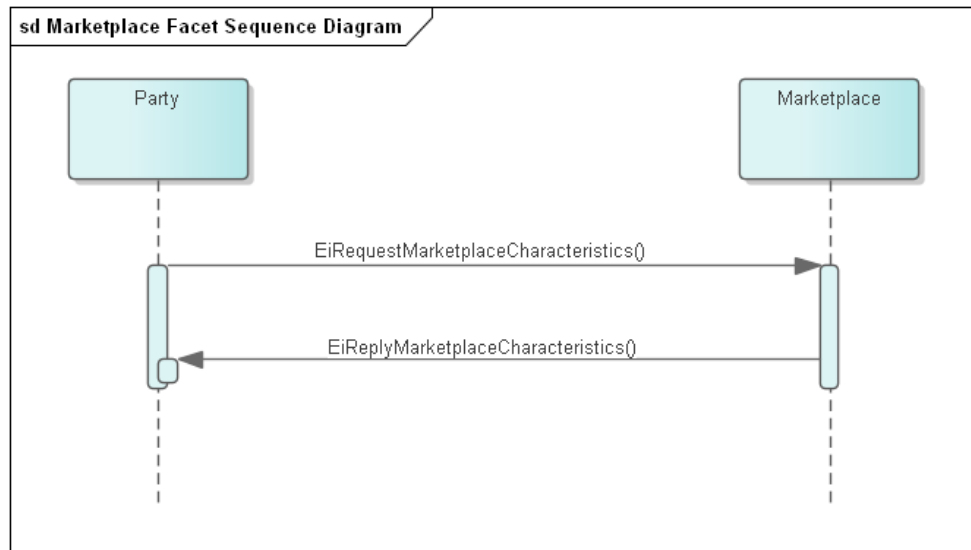 sd Marketplace Facet Sequence Diagram
Party
Marketplace
EiRequestMarketplaceCharacteristics()
EiReplyMarketplaceCharacteristics()